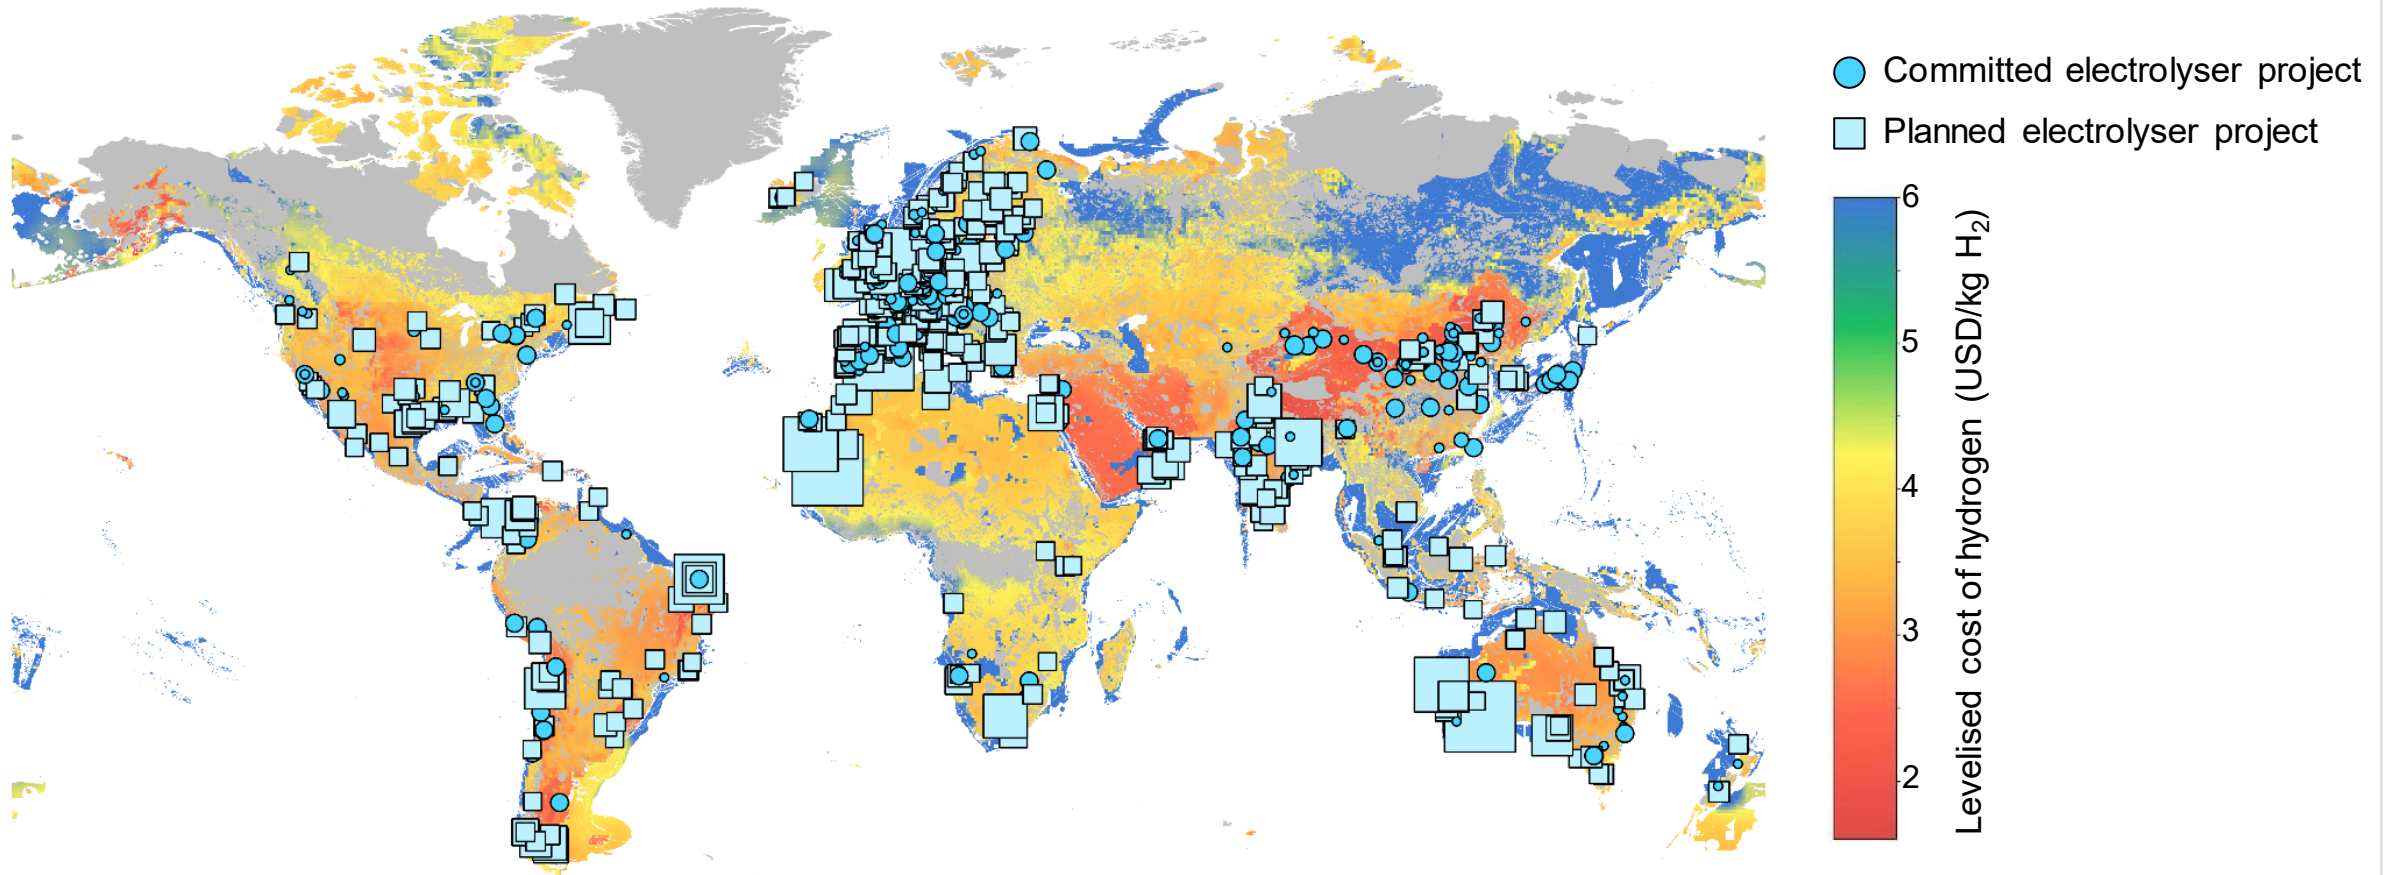 Committed electrolyser project
Planned electrolyser project
6
5
4
3
2
Levelised cost of hydrogen (USD/kg H₂)